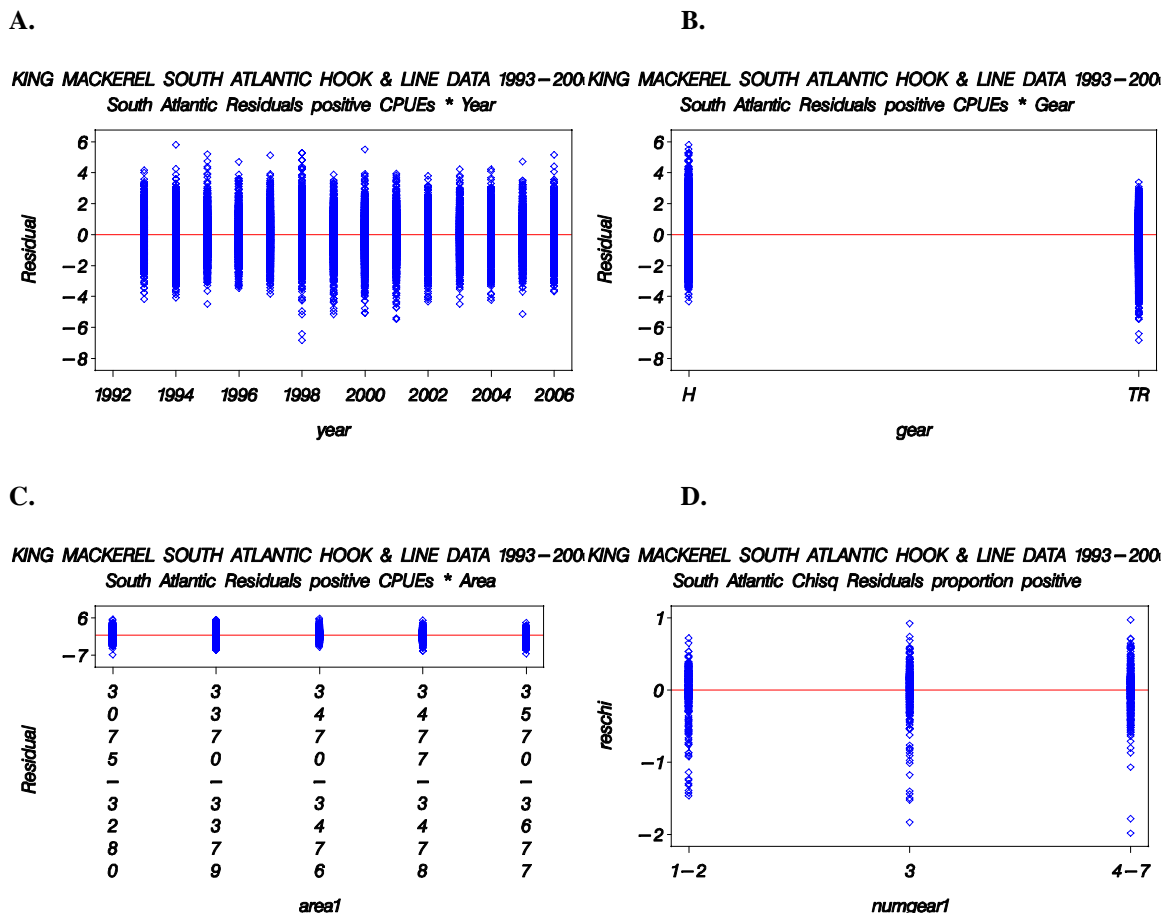 A.
KING MACKEREL SOUTH ATLANTIC HOOK & LINE DATA 1993−200
South Atlantic Residuals positive CPUEs * Year
Residual
6
4
2
0
−2
−4
−6
−8
1992 1994 1996 1998 2000 2002 2004 2006
year
B.
KING MACKEREL SOUTH ATLANTIC HOOK & LINE DATA 1993−200
South Atlantic Residuals positive CPUEs * Gear
Residual
6
4
2
0
−2
−4
−6
−8
H TR
gear
C.
KING MACKEREL SOUTH ATLANTIC HOOK & LINE DATA 1993−200
South Atlantic Residuals positive CPUEs * Area
Residual
6
−7
3075−3280
3370−3379
3470−3476
3477−3478
3570−3677
area1
D.
KING MACKEREL SOUTH ATLANTIC HOOK & LINE DATA 1993−200
South Atlantic Chisq Residuals proportion positive
reschi
1
0
−1
−2
1−2 3 4−7
numgear1